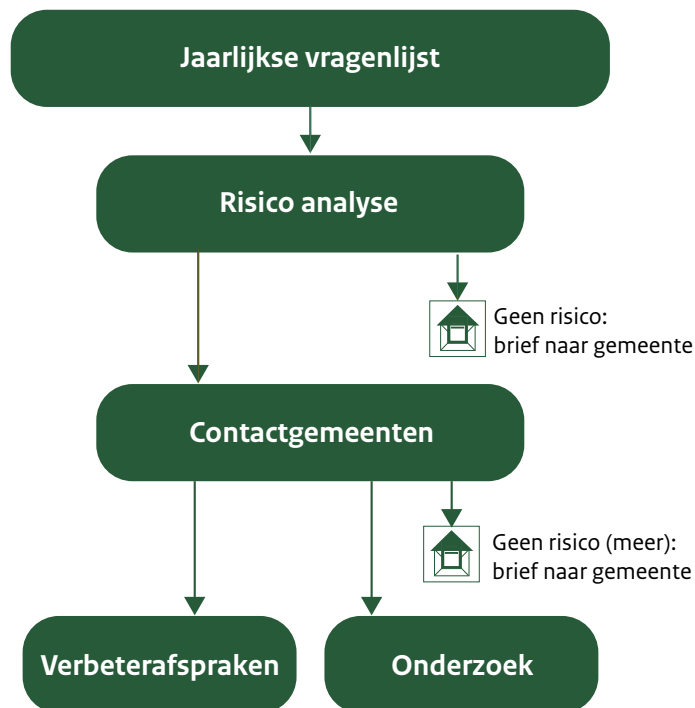 Jaarlijkse vragenlijst
Risico analyse
Geen risico:
brief naar gemeente
Contactgemeenten
Geen risico (meer):
brief naar gemeente
Verbeterafspraken
Onderzoek